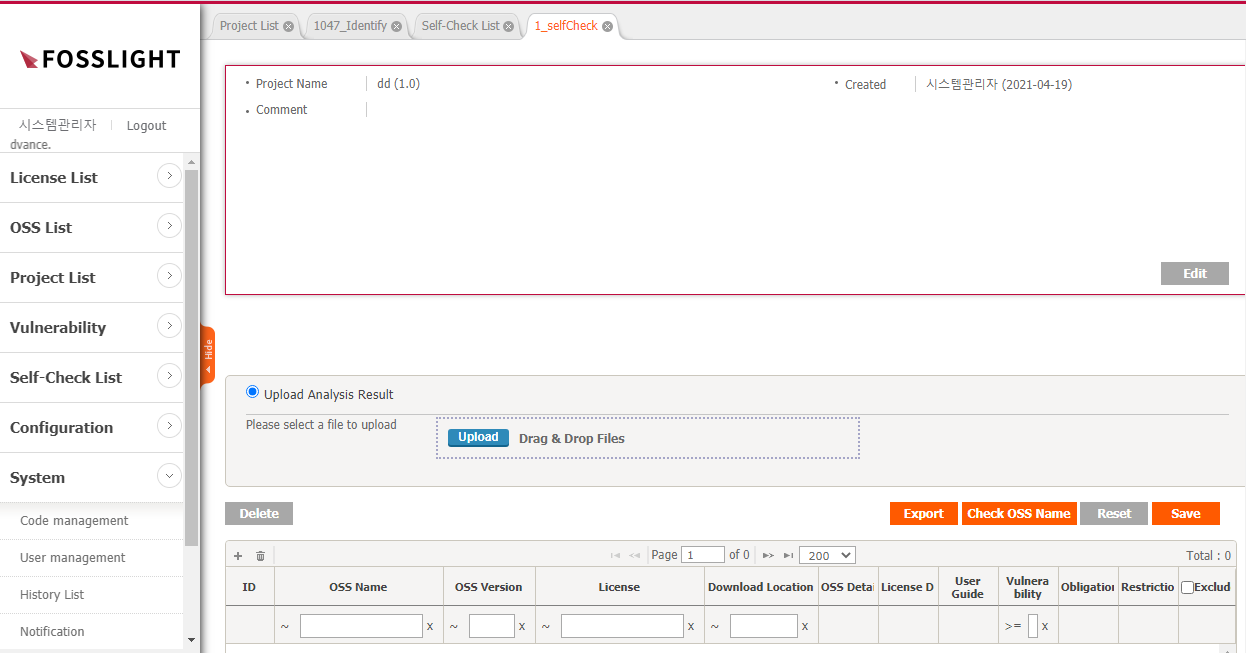 Project List 1047_Identify Self-Check List 1_selfCheck
FOSSLIGHT
시스템관리자 Logout
dvance.
License List
OSS List
Project List
Vulnerability
Self-Check List
Configuration
System
Code management
User management
History List
Notification
Hide
Project Name dd (1.0) Created 시스템관리자 (2021-04-19)
Comment
Edit
Upload Analysis Result
Please select a file to upload Upload Drag & Drop Files
Delete Export Check OSS Name Reset Save
Page 1 of 0 200 Total : 0
ID OSS Name OSS Version License Download Location OSS Detai License D User Guide Vulnerability Obligation Restrictio Exclud
~ x ~ x ~ x ~ x >= x